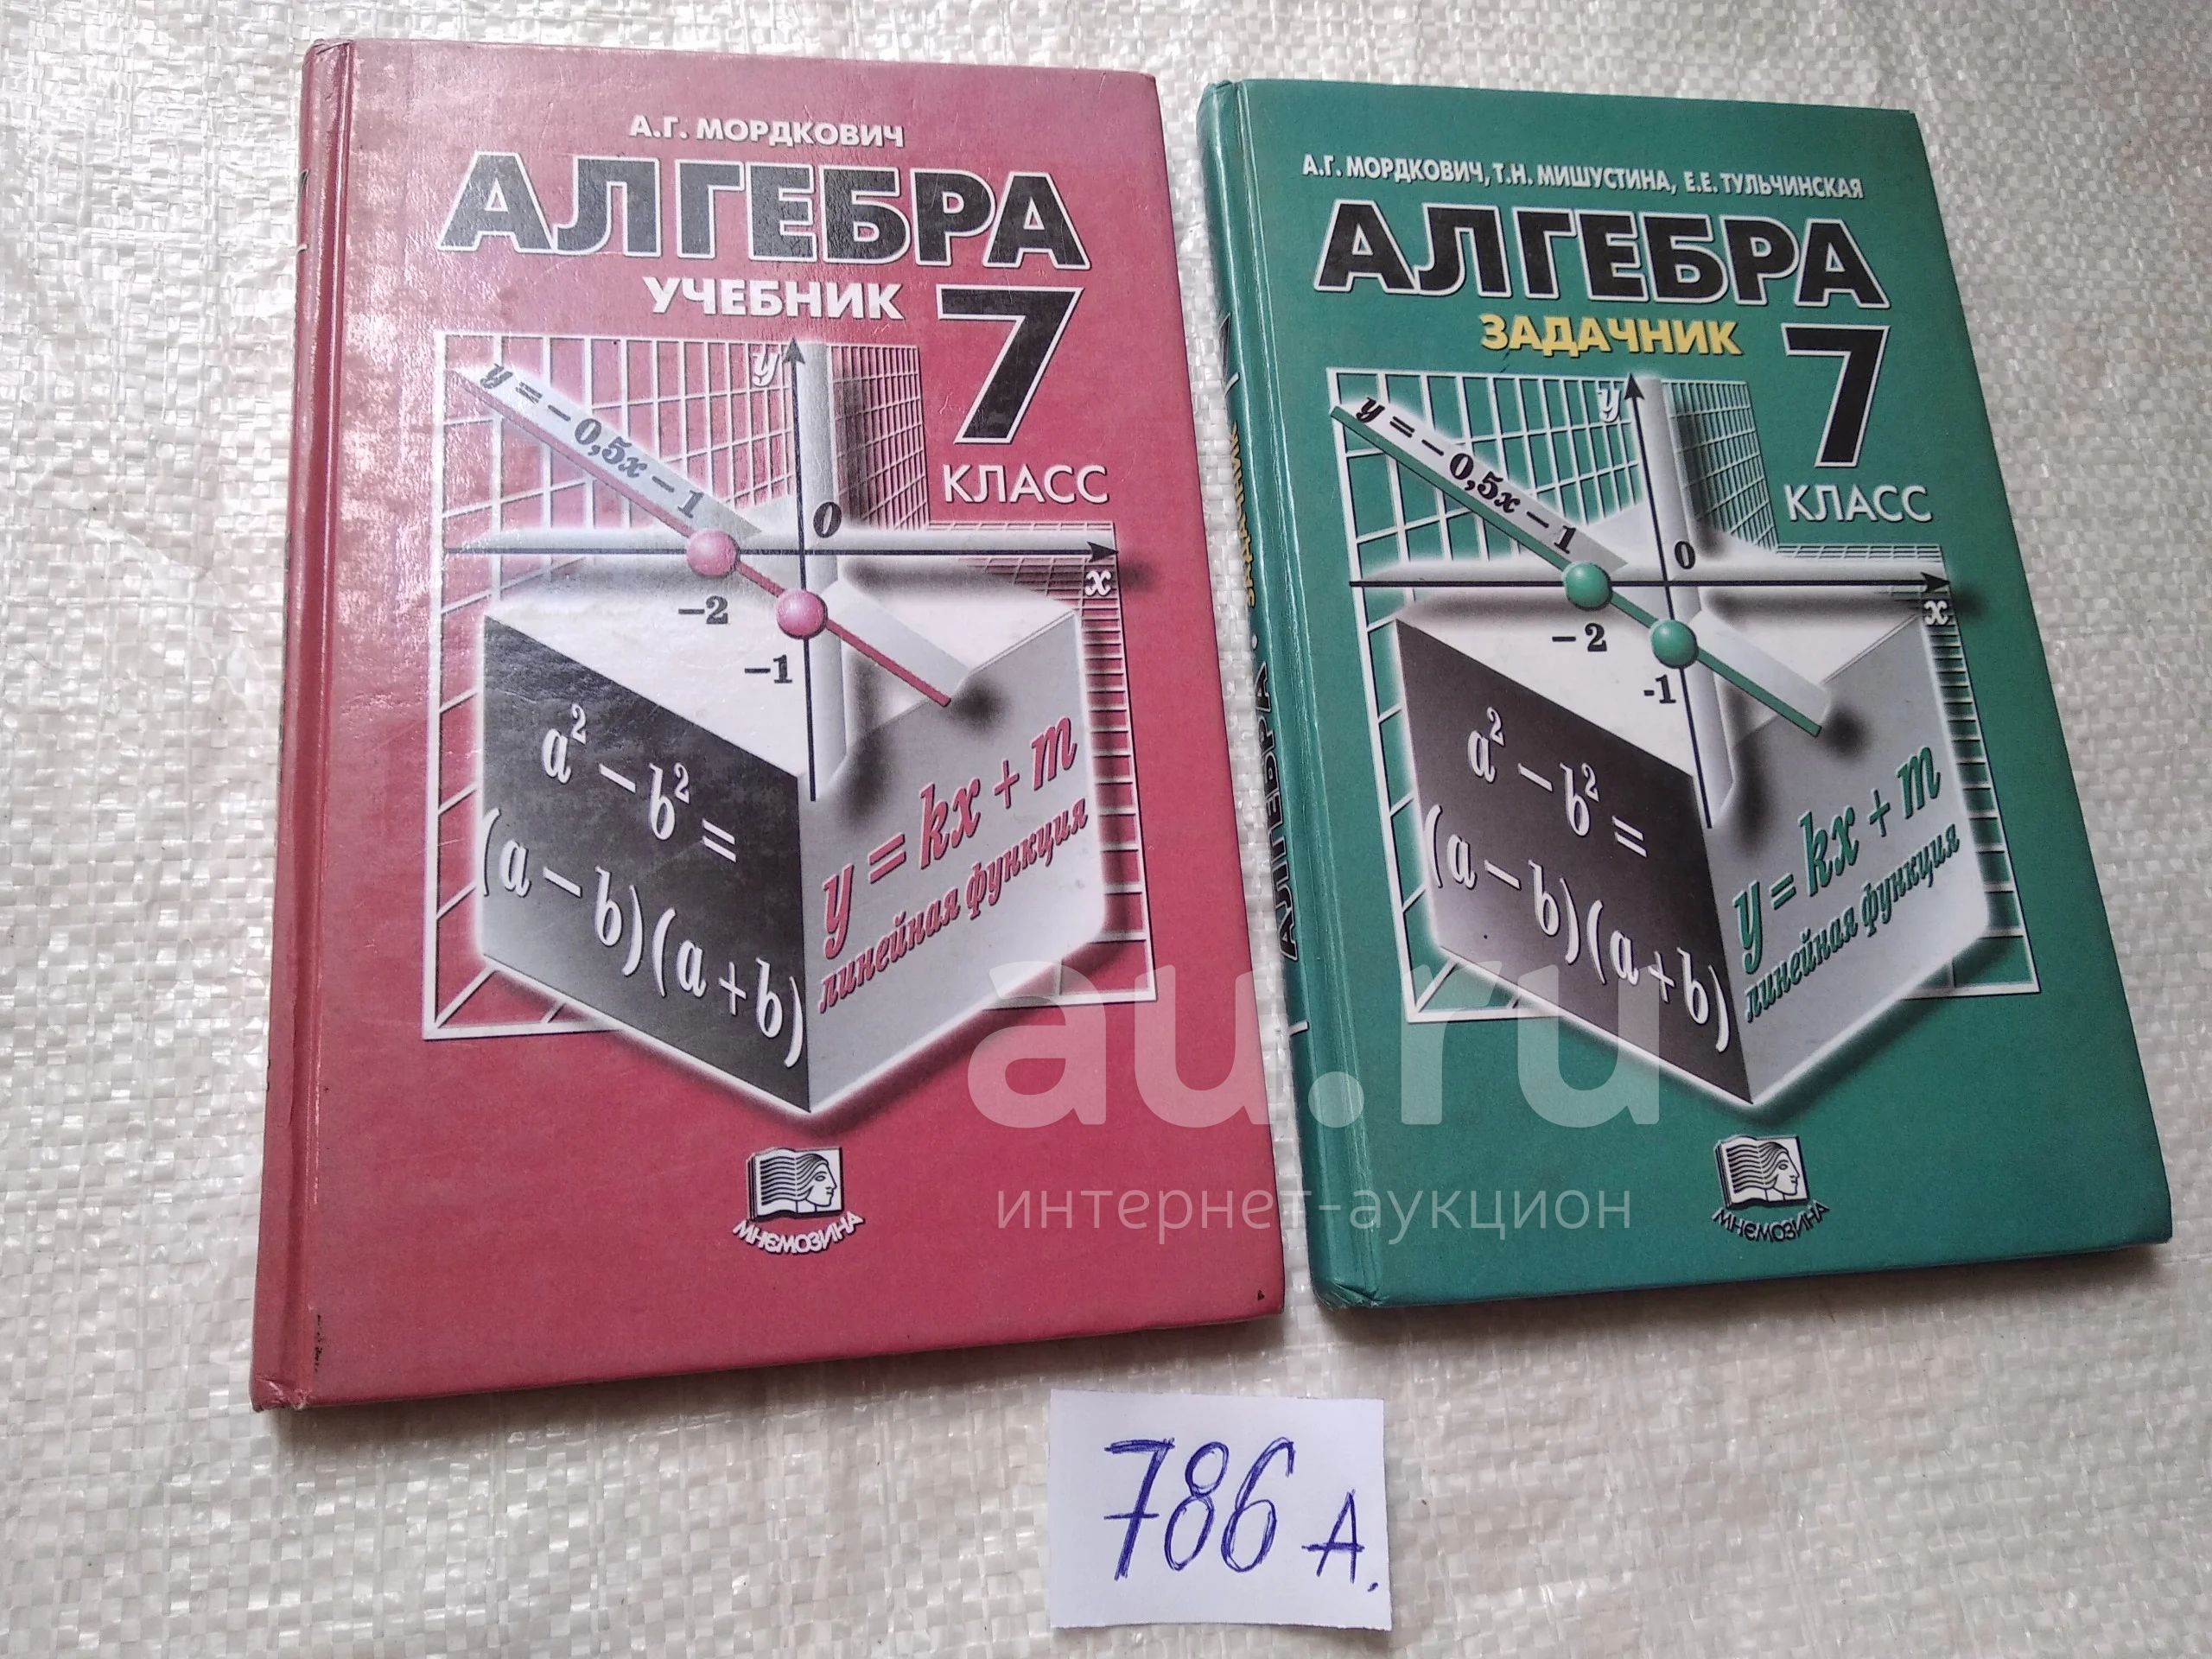 А.Г. МОРДКОВИЧ
АЛГЕБРА
УЧЕБНИК
7
КЛАСС
y
y = −0,5x − 1
0
x
−2
−1
a² − b² =
(a − b)(a + b)
y = kx + m
линейная функция
МНЕМОЗИНА
А.Г. МОРДКОВИЧ, Т.Н. МИШУСТИНА, Е.Е. ТУЛЬЧИНСКАЯ
АЛГЕБРА
ЗАДАЧНИК
7
КЛАСС
y
y = −0,5x − 1
0
x
−2
-1
a² − b² =
(a − b)(a + b)
y = kx + m
линейная функция
МНЕМОЗИНА
АЛГЕБРА • ЗАДАЧНИК
au.ru
интернет-аукцион
786 А.